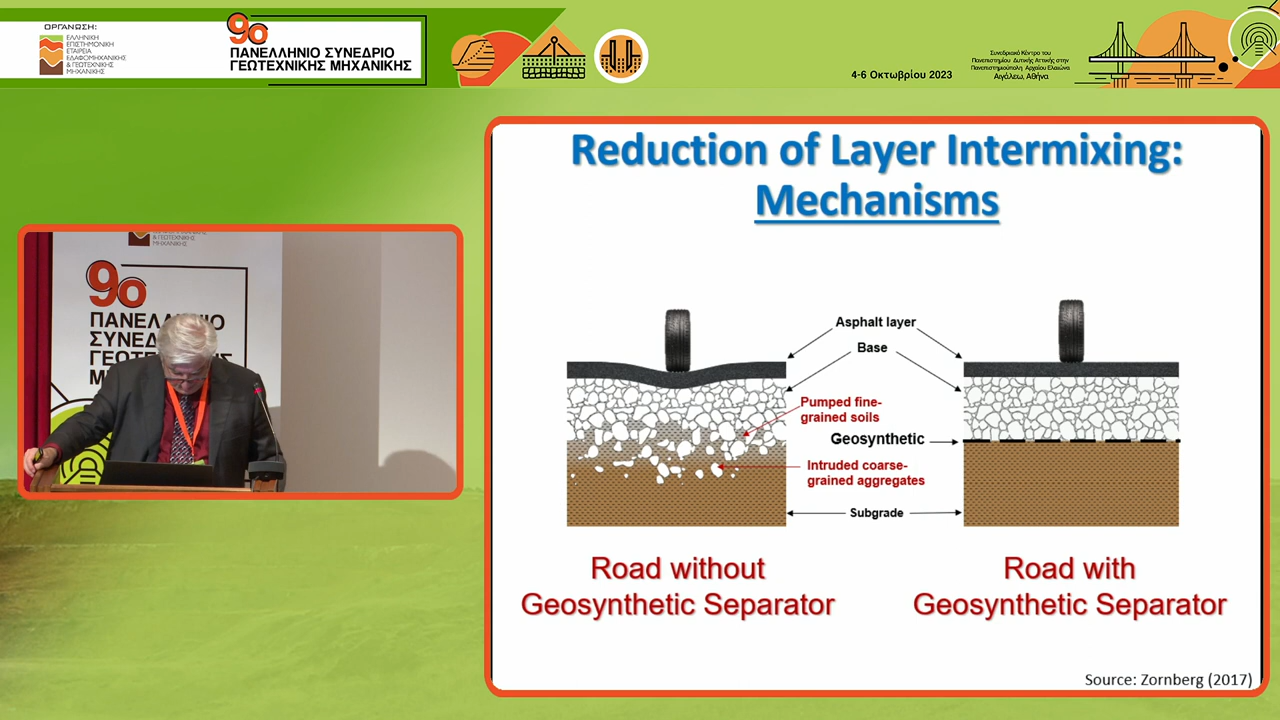 ΟΡΓΑΝΩΣΗ:
ΕΛΛΗΝΙΚΗ
ΕΠΙΣΤΗΜΟΝΙΚΗ
ΕΤΑΙΡΕΙΑ
ΕΔΑΦΟΜΗΧΑΝΙΚΗΣ
& ΓΕΩΤΕΧΝΙΚΗΣ
ΜΗΧΑΝΙΚΗΣ
9ο
ΠΑΝΕΛΛΗΝΙΟ ΣΥΝΕΔΡΙΟ
ΓΕΩΤΕΧΝΙΚΗΣ ΜΗΧΑΝΙΚΗΣ
4-6 Οκτωβρίου 2023
Συνεδριακό Κέντρο του
Πανεπιστημίου Δυτικής Αττικής στην
Πανεπιστημιούπολη Αρχαίου Ελαιώνα
Αιγάλεω, Αθήνα
& ΓΕΩΤΕΧΝΙΚΗΣ
ΜΗΧΑΝΙΚΗΣ
9ο
Reduction of Layer Intermixing:
Mechanisms
Asphalt layer
Base
Pumped fine-
grained soils
Geosynthetic
Intruded coarse-
grained aggregates
Subgrade
Road without
Geosynthetic Separator
Road with
Geosynthetic Separator
Source: Zornberg (2017)